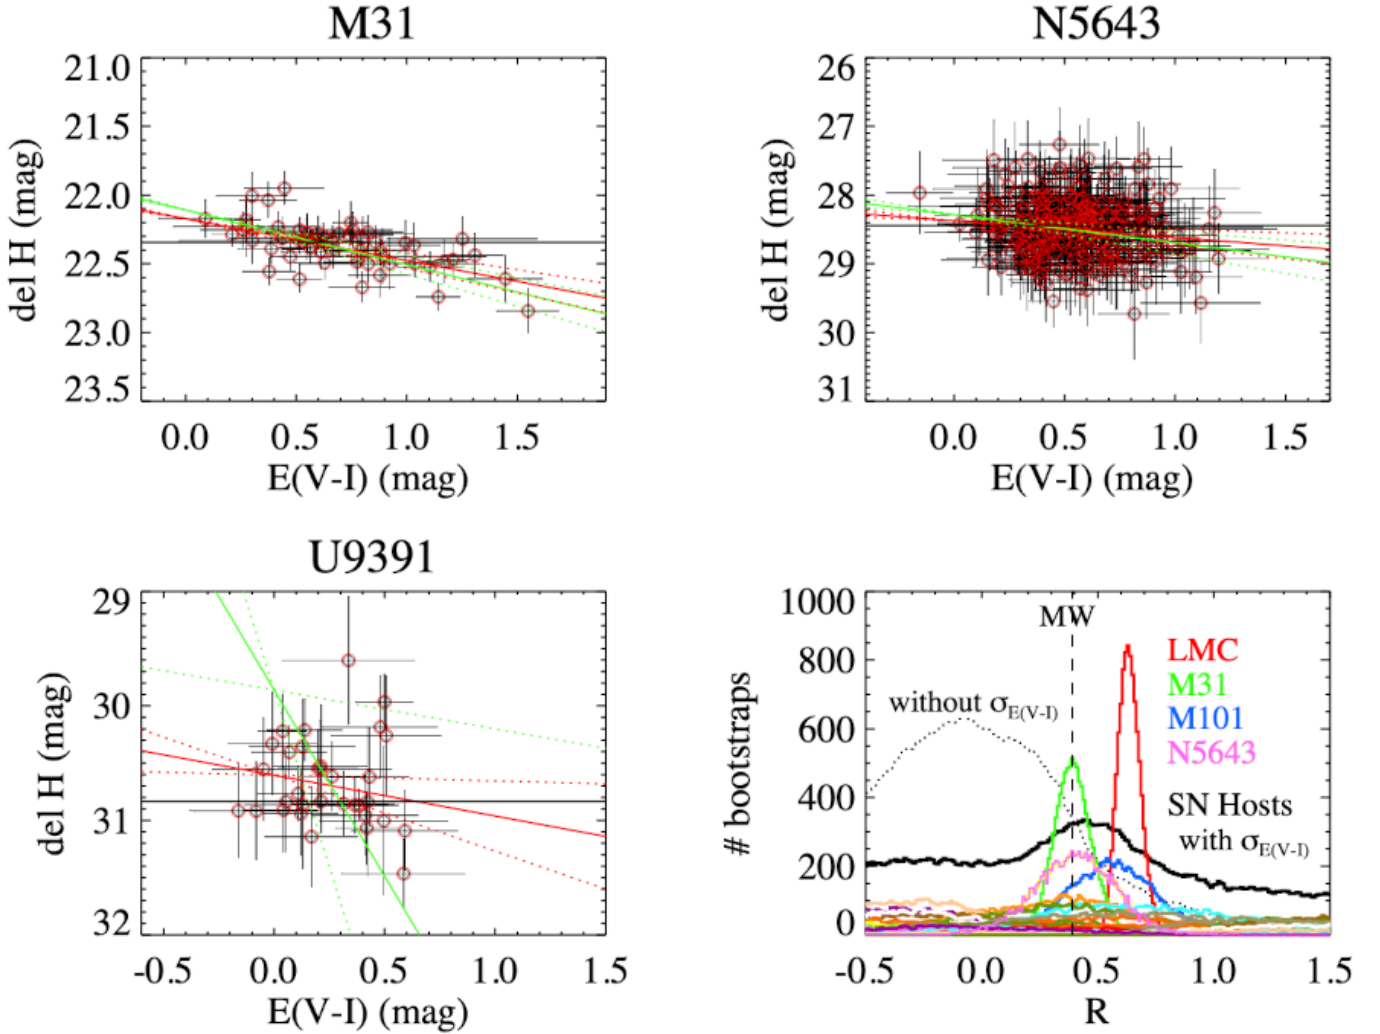 M31
21.0
21.5
22.0
22.5
23.0
23.5
del H (mag)
0.0 0.5 1.0 1.5
E(V-I) (mag)
N5643
26
27
28
29
30
31
del H (mag)
0.0 0.5 1.0 1.5
E(V-I) (mag)
U9391
29
30
31
32
del H (mag)
-0.5 0.0 0.5 1.0 1.5
E(V-I) (mag)
1000
800
600
400
200
0
# bootstraps
MW
without σE(V-I)
LMC
M31
M101
N5643
SN Hosts
with σE(V-I)
-0.5 0.0 0.5 1.0 1.5
R